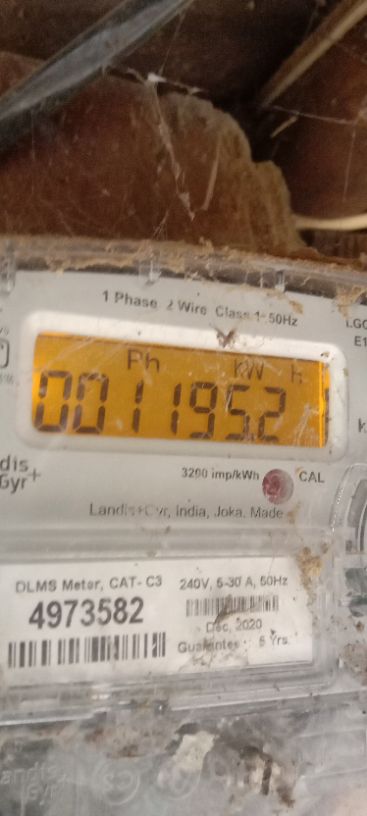 1 Phase 2 Wire Class 1 50Hz
Ph kW h
0011952
3200 imp/kWh CAL
Landis+Gyr, India, Joka. Made
DLMS Meter, CAT- C3
4973582
240V, 5-30 A, 50Hz
Dec, 2020
Guarantee 5 Yrs.